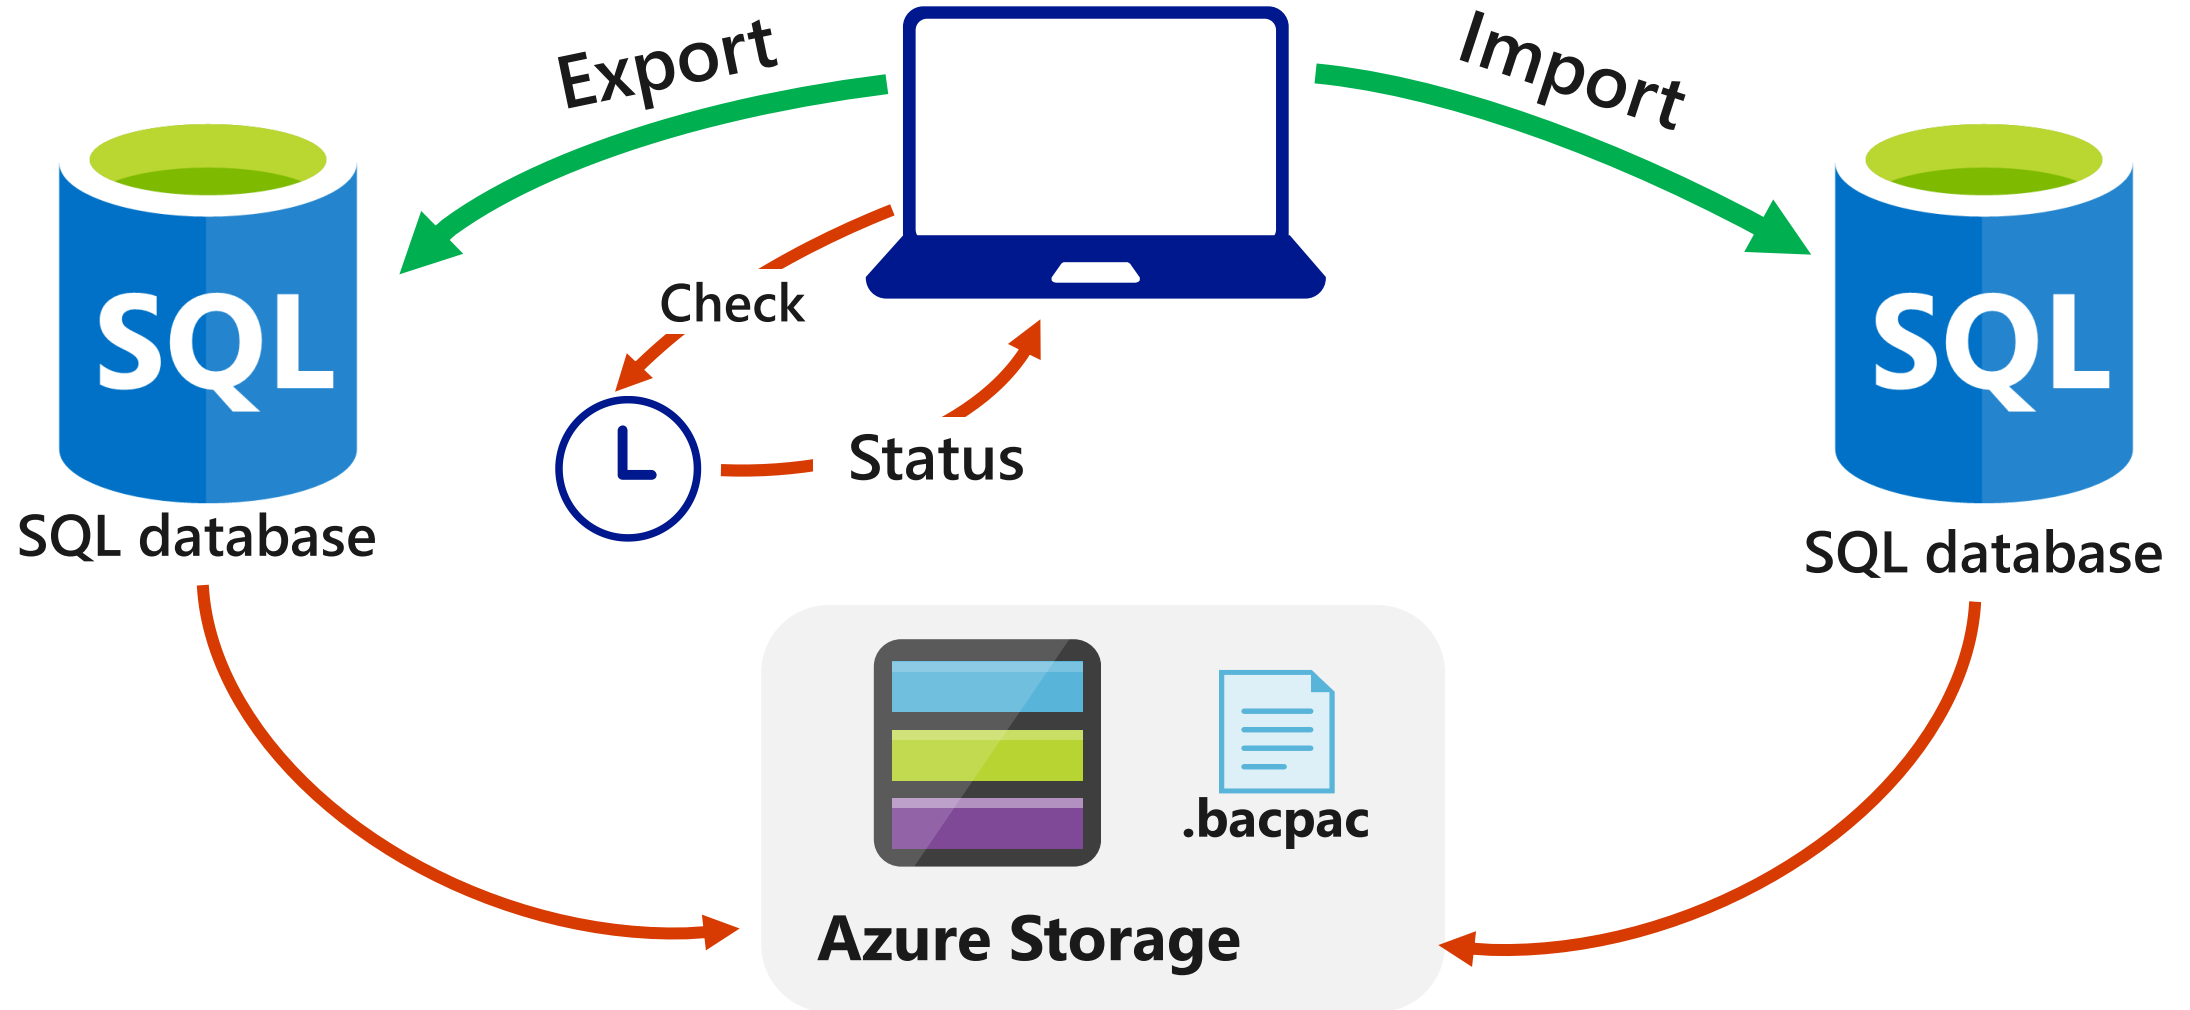 Export
Import
Check
SQL
SQL
Status
SQL database
SQL database
.bacpac
Azure Storage